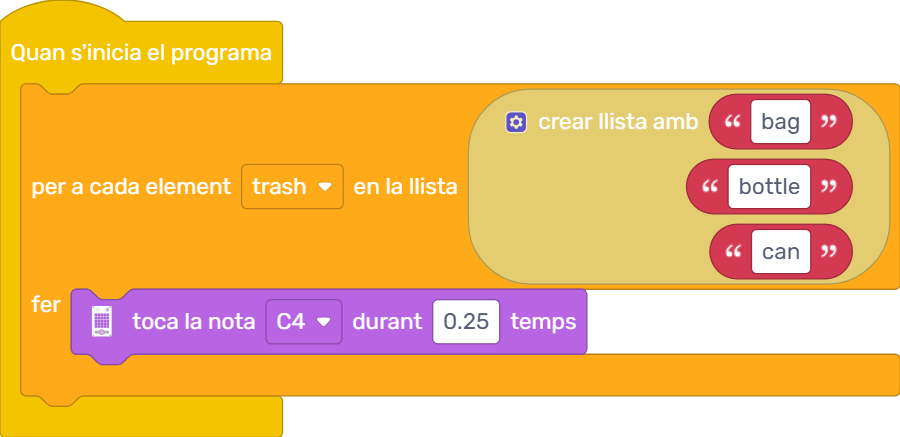 Quan s'inicia el programa
crear llista amb “ bag ”
per a cada element trash en la llista “ bottle ”
“ can ”
fer
toca la nota C4 durant 0.25 temps